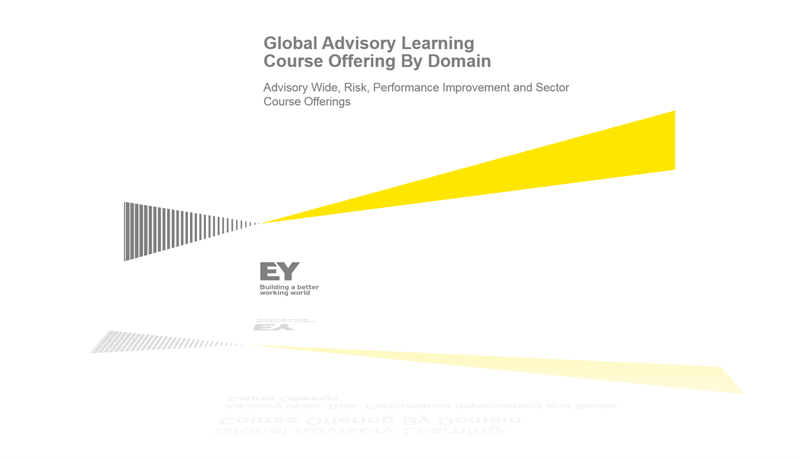 Global Advisory Learning
Course Offering By Domain
Advisory Wide, Risk, Performance Improvement and Sector
Course Offerings
EY
Building a better
working world